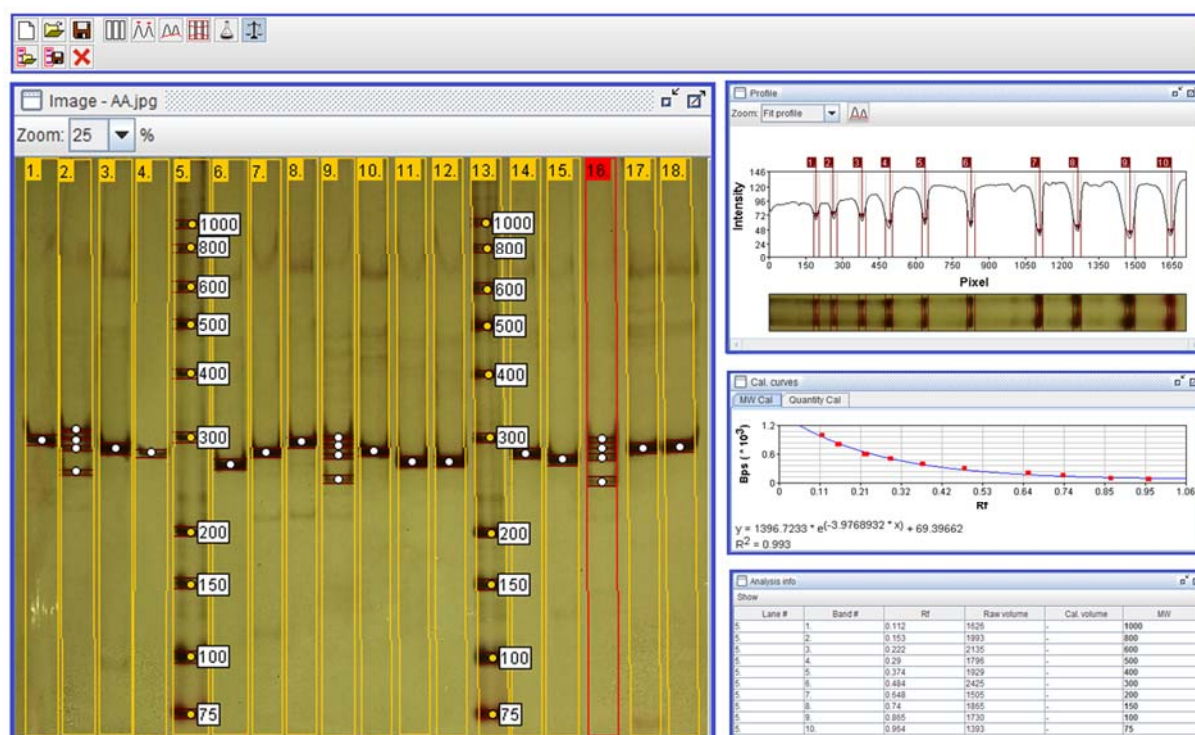 Image - AA.jpg
Zoom: 25 %
1. 2. 3. 4. 5. 6. 7. 8. 9. 10. 11. 12. 13. 14. 15. 16. 17. 18.
1000 1000
800 800
600 600
500 500
400 400
300 300
200 200
150 150
100 100
75 75
Profile
Zoom: Fit profile
1 2 3 4 5 6 7 8 9 10
Intensity
146
120
96
72
48
24
0
0 150 300 450 600 750 900 1050 1200 1350 1500 1650
Pixel
Cal. curves
MW Cal Quantity Cal
Bps ( * 10³)
1.2
0.6
0
0 0.11 0.21 0.32 0.42 0.53 0.64 0.74 0.85 0.95 1.06
Rf
y = 1396.7233 * e(-3.9768932 * x) + 69.39662
R2 = 0.993
Analysis info
Show
Lane # Band # Rf Raw volume Cal. volume MW
5. 1. 0.112 1626 - 1000
5. 2. 0.153 1993 - 800
5. 3. 0.222 2135 - 600
5. 4. 0.29 1796 - 500
5. 5. 0.374 1929 - 400
5. 6. 0.484 2425 - 300
5. 7. 0.648 1505 - 200
5. 8. 0.74 1865 - 150
5. 9. 0.865 1730 - 100
5. 10. 0.964 1393 - 75